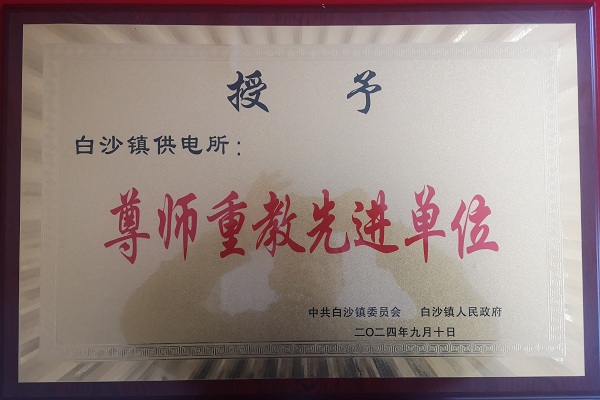 授 予
白沙镇供电所：
尊师重教先进单位
中共白沙镇委员会 白沙镇人民政府
二〇二四年九月十日